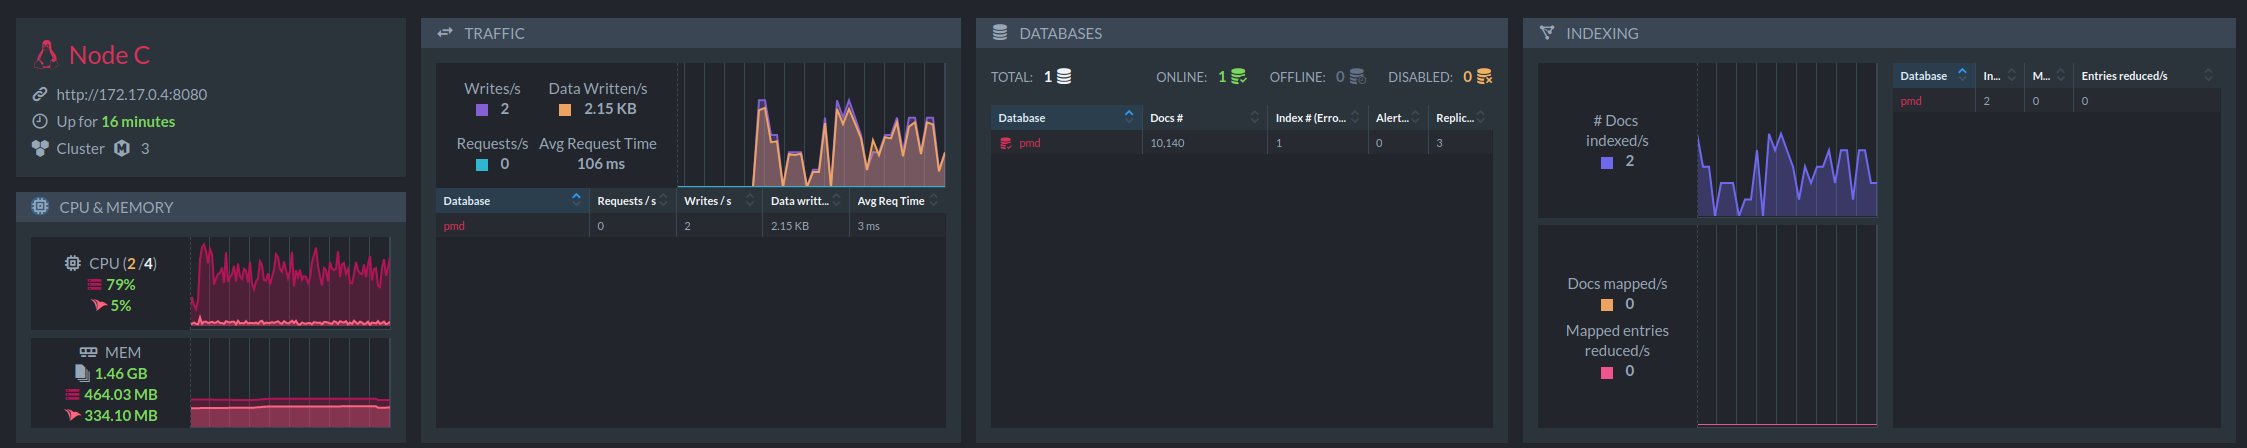 Node C
http://172.17.0.4:8080
Up for 16 minutes
Cluster 3
CPU & MEMORY
CPU (2 /4)
79%
5%
MEM
1.46 GB
464.03 MB
334.10 MB
TRAFFIC
Writes/s Data Written/s
2 2.15 KB
Requests/s Avg Request Time
0 106 ms
Database Requests / s Writes / s Data writt... Avg Req Time
pmd 0 2 2.15 KB 3 ms
DATABASES
TOTAL: 1 ONLINE: 1 OFFLINE: 0 DISABLED: 0
Database Docs # Index # (Erro... Alert... Replic...
pmd 10,140 1 0 3
INDEXING
# Docs
indexed/s
2
Docs mapped/s
0
Mapped entries
reduced/s
0
Database In... M... Entries reduced/s
pmd 2 0 0